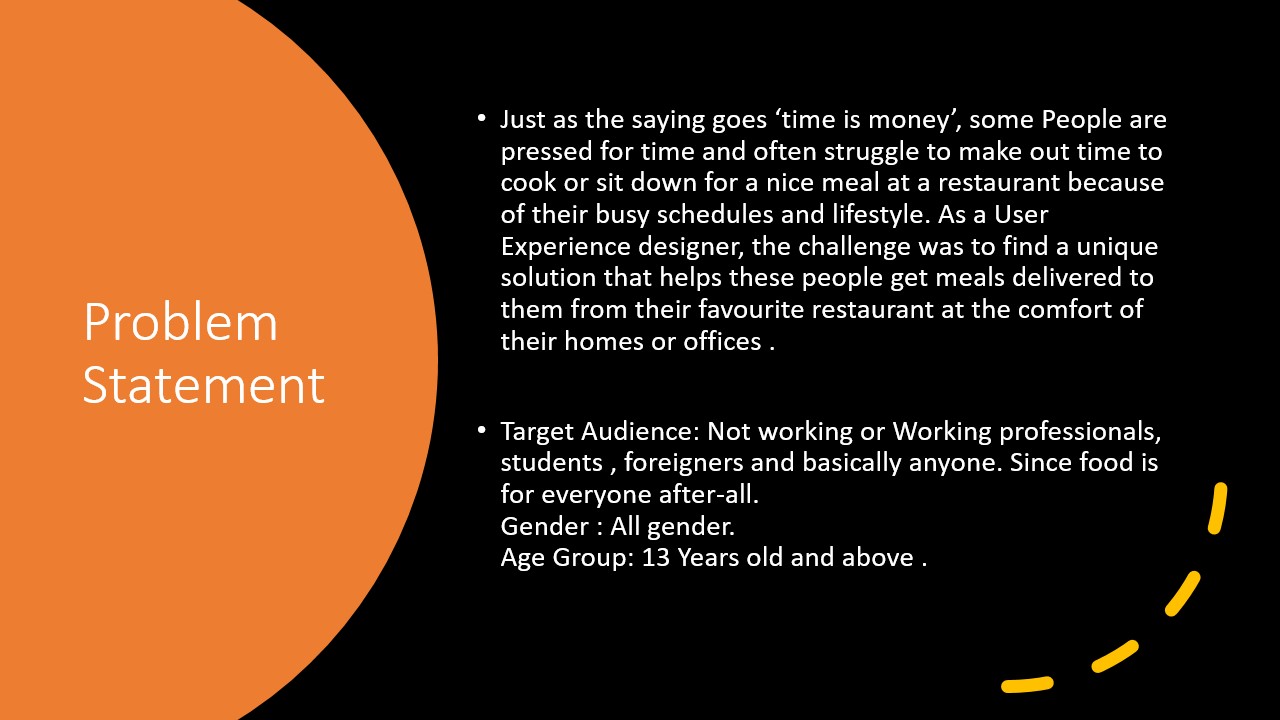 Problem
Statement
• Just as the saying goes ‘time is money’, some People are
pressed for time and often struggle to make out time to
cook or sit down for a nice meal at a restaurant because
of their busy schedules and lifestyle. As a User
Experience designer, the challenge was to find a unique
solution that helps these people get meals delivered to
them from their favourite restaurant at the comfort of
their homes or offices .
• Target Audience: Not working or Working professionals,
students , foreigners and basically anyone. Since food is
for everyone after-all.
Gender : All gender.
Age Group: 13 Years old and above .